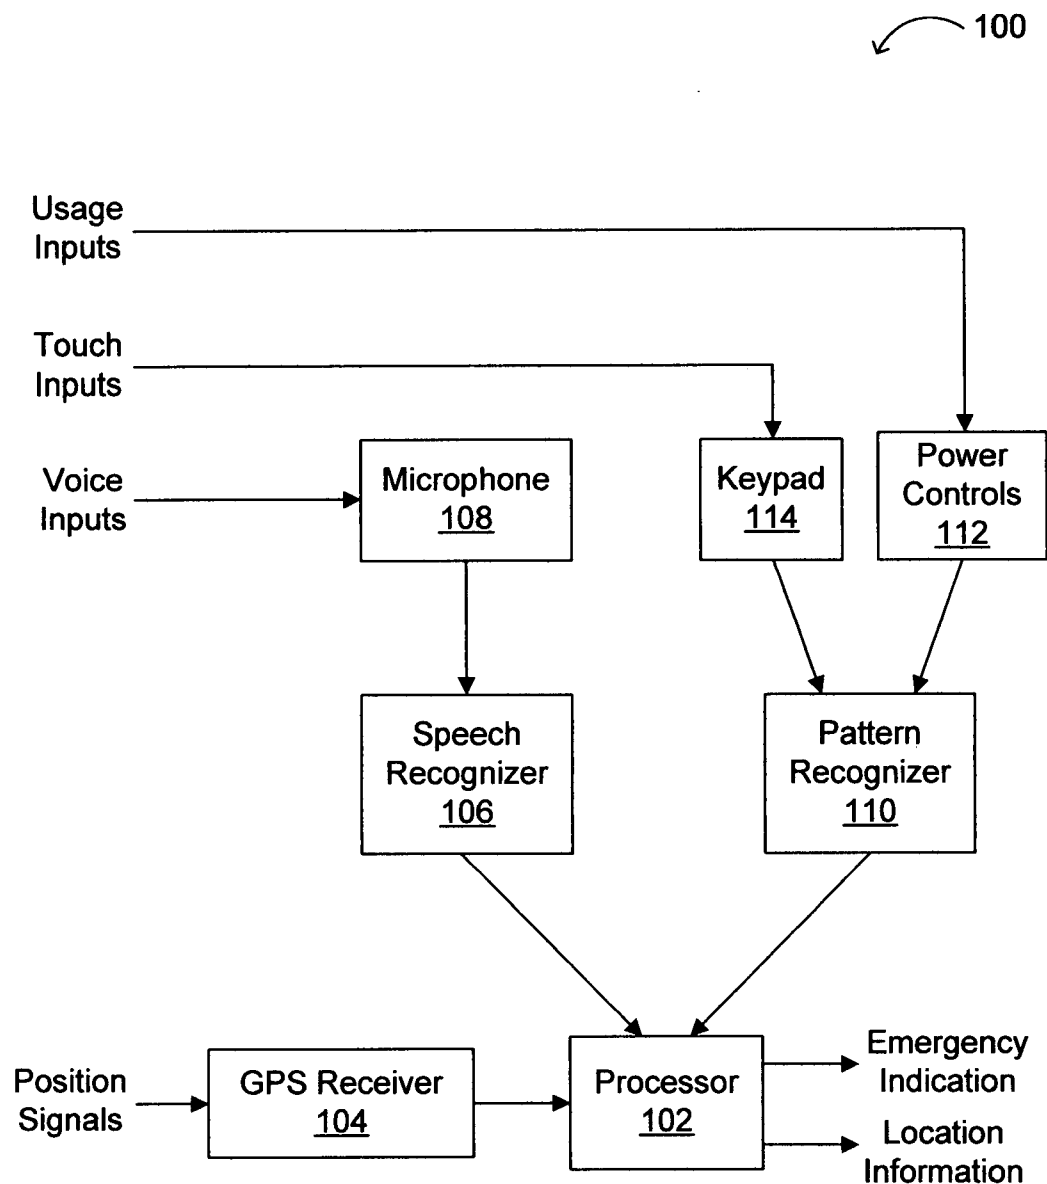 100
Usage
Inputs
Touch
Inputs
Voice
Inputs
Microphone
108
Keypad
114
Power
Controls
112
Speech
Recognizer
106
Pattern
Recognizer
110
Position
Signals
GPS Receiver
104
Processor
102
Emergency
Indication
Location
Information